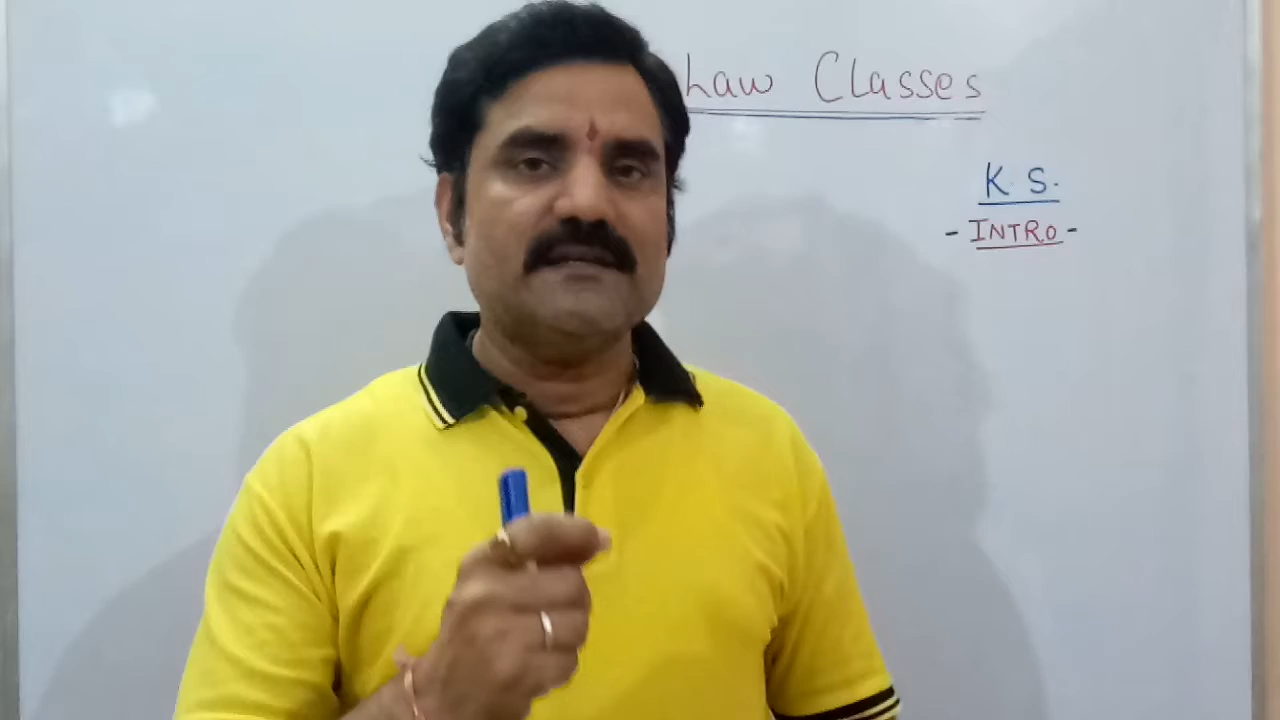 Law Classes
K. S.
- INTRO -